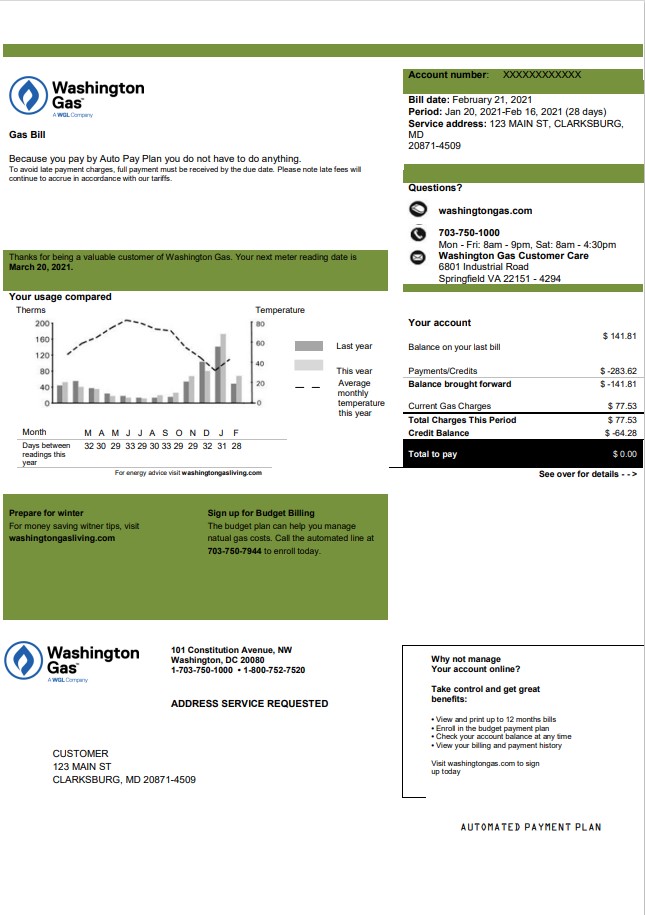 Washington
Gas
A WGL Company
Gas Bill
Because you pay by Auto Pay Plan you do not have to do anything.
To avoid late payment charges, full payment must be received by the due date. Please note late fees will
continue to accrue in accordance with our tariffs.
Account number: XXXXXXXXXXXX
Bill date: February 21, 2021
Period: Jan 20, 2021-Feb 16, 2021 (28 days)
Service address: 123 MAIN ST, CLARKSBURG,
MD
20871-4509
Questions?
washingtongas.com
703-750-1000
Mon - Fri: 8am - 9pm, Sat: 8am - 4:30pm
Washington Gas Customer Care
6801 Industrial Road
Springfield VA 22151 - 4294
Thanks for being a valuable customer of Washington Gas. Your next meter reading date is
March 20, 2021.
Your usage compared
Therms Temperature
200 80
160
120 60
80 40
40 20
0 0
Last year
This year
Average
monthly
temperature
this year
Month M A M J J A S O N D J F
Days between 32 30 29 33 29 30 33 29 29 32 31 28
readings this
year
For energy advice visit washingtongasliving.com
Your account
$ 141.81
Balance on your last bill
Payments/Credits $ -283.62
Balance brought forward $ -141.81
Current Gas Charges $ 77.53
Total Charges This Period $ 77.53
Credit Balance $ -64.28
Total to pay $ 0.00
See over for details - - >
Prepare for winter
For money saving witner tips, visit
washingtongasliving.com
Sign up for Budget Billing
The budget plan can help you manage
natual gas costs. Call the automated line at
703-750-7944 to enroll today.
Washington
Gas
A WGL Company
101 Constitution Avenue, NW
Washington, DC 20080
1-703-750-1000 • 1-800-752-7520
ADDRESS SERVICE REQUESTED
CUSTOMER
123 MAIN ST
CLARKSBURG, MD 20871-4509
Why not manage
Your account online?
Take control and get great
benefits:
• View and print up to 12 months bills
• Enroll in the budget payment plan
• Check your account balance at any time
• View your billing and payment history
Visit washingtongas.com to sign
up today
AUTOMATED PAYMENT PLAN